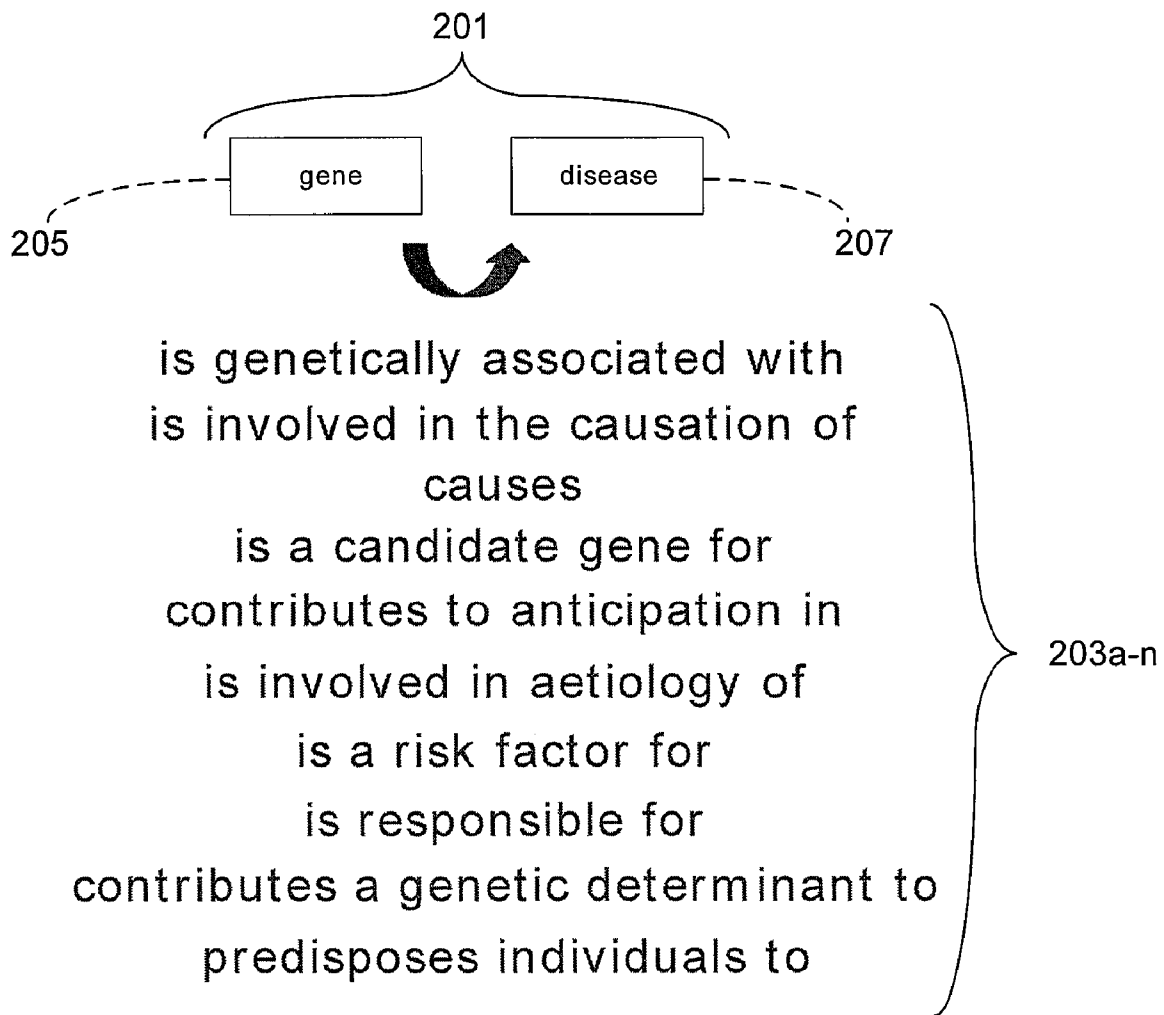 201
gene disease
205 207
is genetically associated with
is involved in the causation of
causes
is a candidate gene for
contributes to anticipation in
is involved in aetiology of
is a risk factor for
is responsible for
contributes a genetic determinant to
predisposes individuals to
203a-n